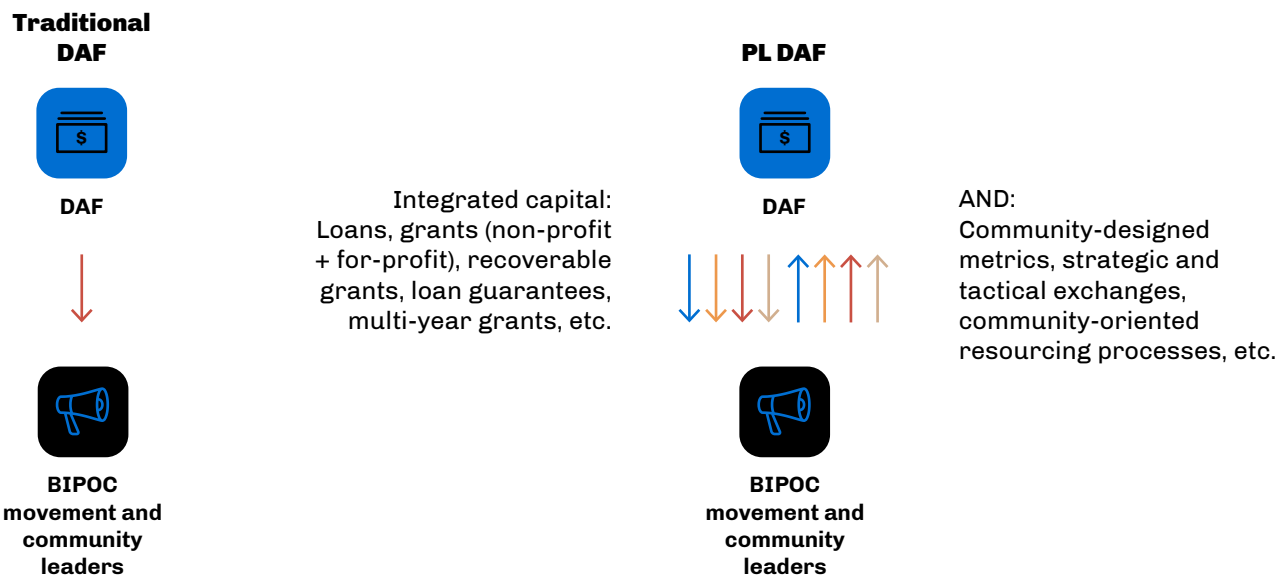 Traditional
DAF
$
DAF
BIPOC
movement and
community
leaders
Integrated capital:
Loans, grants (non-profit
+ for-profit), recoverable
grants, loan guarantees,
multi-year grants, etc.
PL DAF
$
DAF
BIPOC
movement and
community
leaders
AND:
Community-designed
metrics, strategic and
tactical exchanges,
community-oriented
resourcing processes, etc.